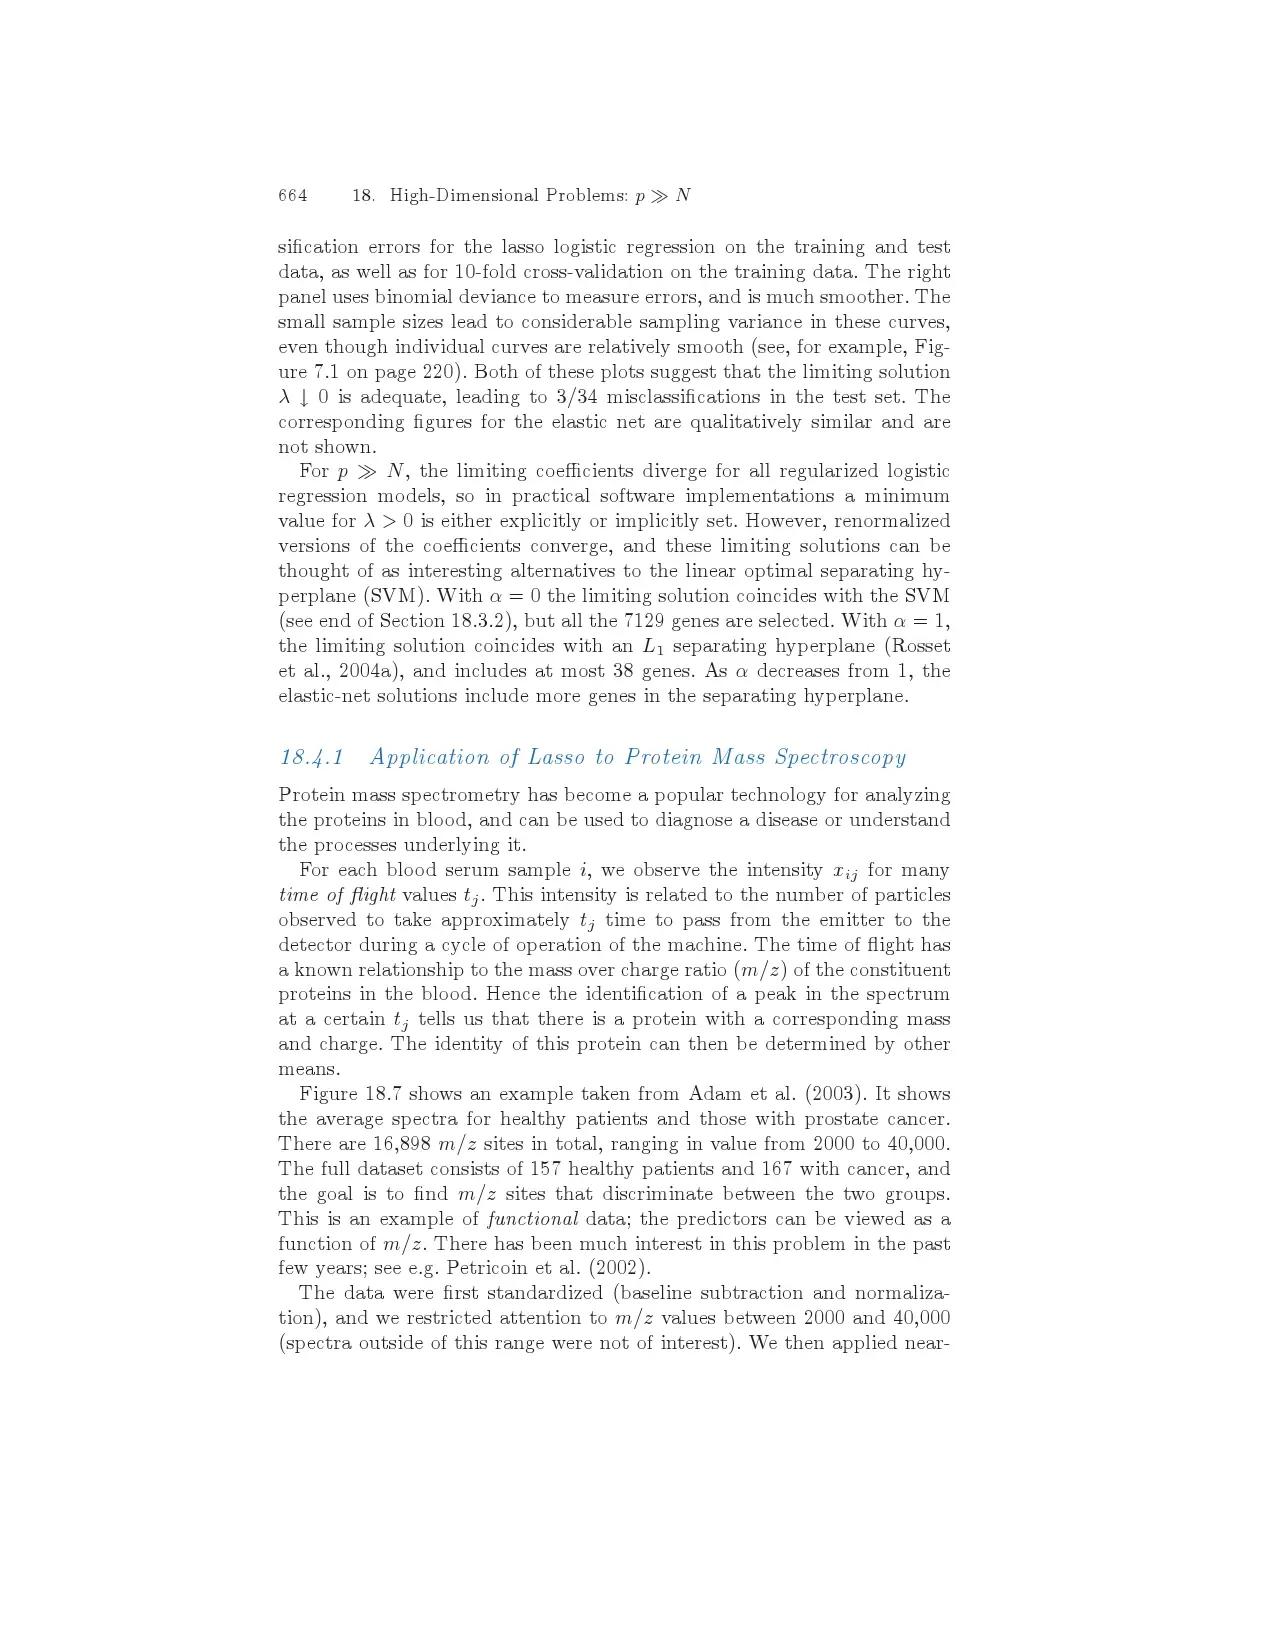 664 18. High-Dimensional Problems: p ≫ N
sification errors for the lasso logistic regression on the training and test
data, as well as for 10-fold cross-validation on the training data. The right
panel uses binomial deviance to measure errors, and is much smoother. The
small sample sizes lead to considerable sampling variance in these curves,
even though individual curves are relatively smooth (see, for example, Fig-
ure 7.1 on page 220). Both of these plots suggest that the limiting solution
λ ↓ 0 is adequate, leading to 3/34 misclassifications in the test set. The
corresponding figures for the elastic net are qualitatively similar and are
not shown.
For p ≫ N, the limiting coefficients diverge for all regularized logistic
regression models, so in practical software implementations a minimum
value for λ > 0 is either explicitly or implicitly set. However, renormalized
versions of the coefficients converge, and these limiting solutions can be
thought of as interesting alternatives to the linear optimal separating hy-
perplane (SVM). With α = 0 the limiting solution coincides with the SVM
(see end of Section 18.3.2), but all the 7129 genes are selected. With α = 1,
the limiting solution coincides with an L₁ separating hyperplane (Rosset
et al., 2004a), and includes at most 38 genes. As α decreases from 1, the
elastic-net solutions include more genes in the separating hyperplane.
18.4.1 Application of Lasso to Protein Mass Spectroscopy
Protein mass spectrometry has become a popular technology for analyzing
the proteins in blood, and can be used to diagnose a disease or understand
the processes underlying it.
For each blood serum sample i, we observe the intensity xᵢⱼ for many
time of flight values tⱼ. This intensity is related to the number of particles
observed to take approximately tⱼ time to pass from the emitter to the
detector during a cycle of operation of the machine. The time of flight has
a known relationship to the mass over charge ratio (m/z) of the constituent
proteins in the blood. Hence the identification of a peak in the spectrum
at a certain tⱼ tells us that there is a protein with a corresponding mass
and charge. The identity of this protein can then be determined by other
means.
Figure 18.7 shows an example taken from Adam et al. (2003). It shows
the average spectra for healthy patients and those with prostate cancer.
There are 16,898 m/z sites in total, ranging in value from 2000 to 40,000.
The full dataset consists of 157 healthy patients and 167 with cancer, and
the goal is to find m/z sites that discriminate between the two groups.
This is an example of functional data; the predictors can be viewed as a
function of m/z. There has been much interest in this problem in the past
few years; see e.g. Petricoin et al. (2002).
The data were first standardized (baseline subtraction and normaliza-
tion), and we restricted attention to m/z values between 2000 and 40,000
(spectra outside of this range were not of interest). We then applied near-